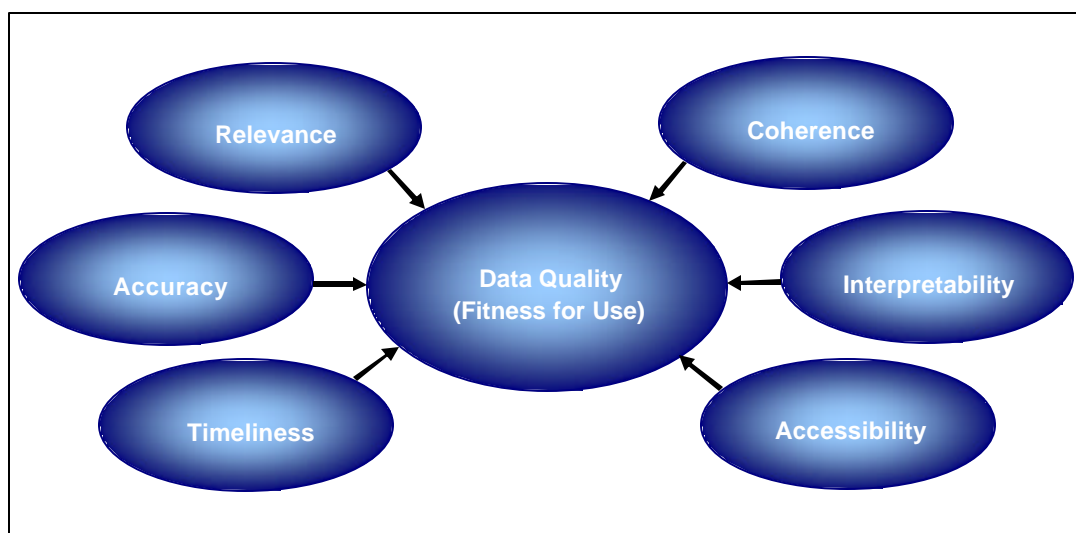 Relevance
Coherence
Accuracy
Data Quality
(Fitness for Use)
Interpretability
Timeliness
Accessibility